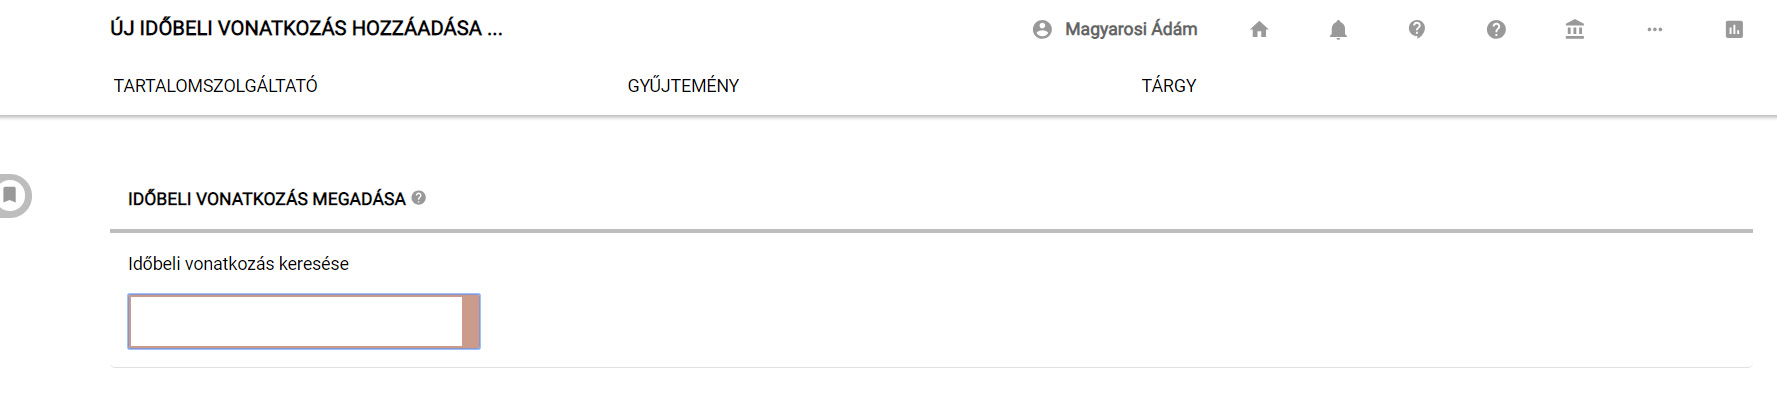 ÚJ IDŐBELI VONATKOZÁS HOZZÁADÁSA ...
Magyarosi Ádám
TARTALOMSZOLGÁLTATÓ
GYŰJTEMÉNY
TÁRGY
IDŐBELI VONATKOZÁS MEGADÁSA
Időbeli vonatkozás keresése